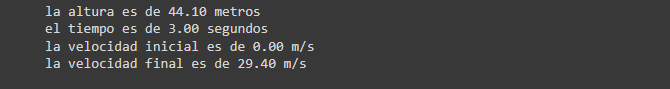 la altura es de 44.10 metros
el tiempo es de 3.00 segundos
la velocidad inicial es de 0.00 m/s
la velocidad final es de 29.40 m/s